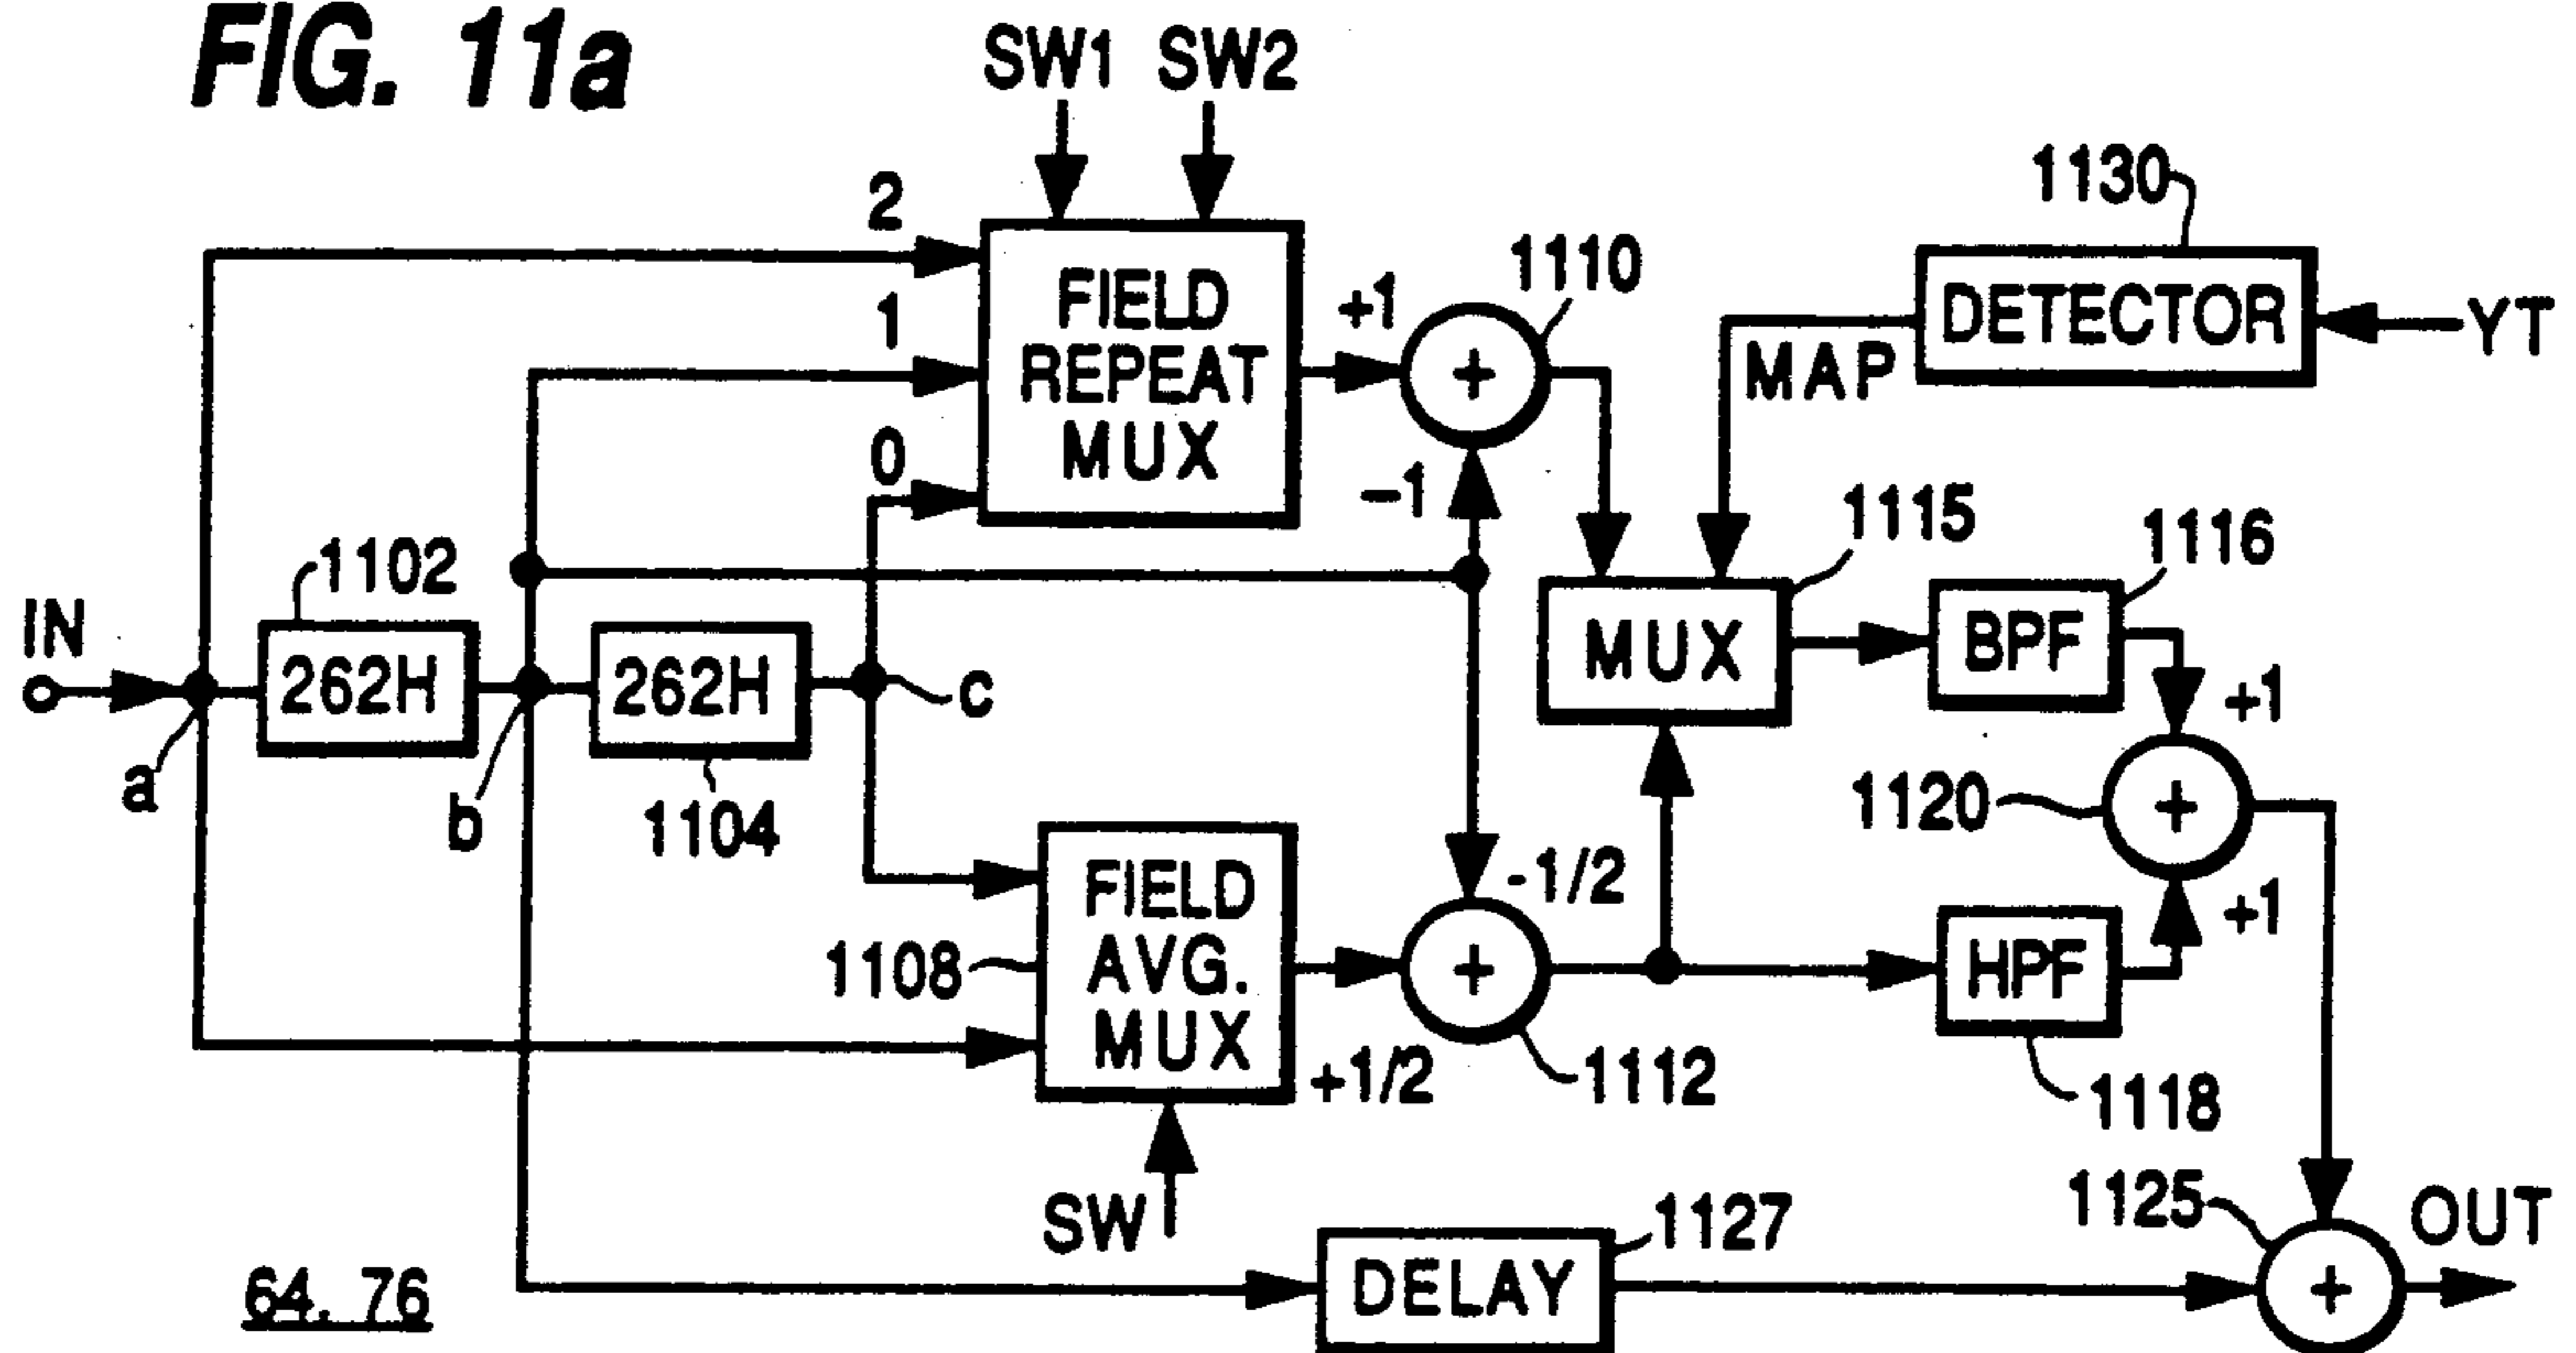 FIG. 11a
SW1 SW2
2
1
0
FIELD
REPEAT
MUX
+1
-1
1110
1130
DETECTOR
YT
MAP
1115
MUX
1116
BPF
+1
IN
1102
262H
a
b
262H
1104
c
1120
+
+
+1
HPF
1118
1108
FIELD
AVG.
MUX
-1/2
+
+1/2
1112
SW
1127
DELAY
1125
OUT
+
64, 76